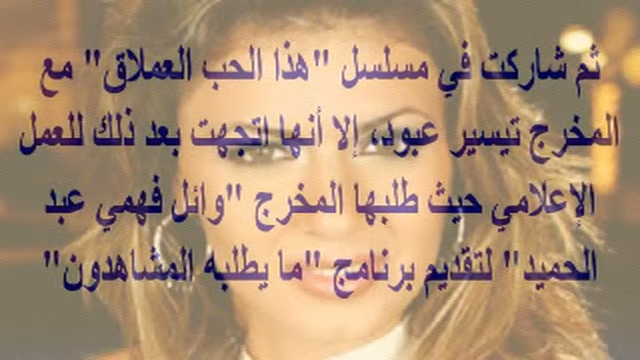 ثم شاركت في مسلسل "هذا الحب العملاق" مع
المخرج تيسير عبود، إلا أنها اتجهت بعد ذلك للعمل
الإعلامي حيث طلبها المخرج "وائل فهمي عبد
الحميد" لتقديم برنامج "ما يطلبه المشاهدون"